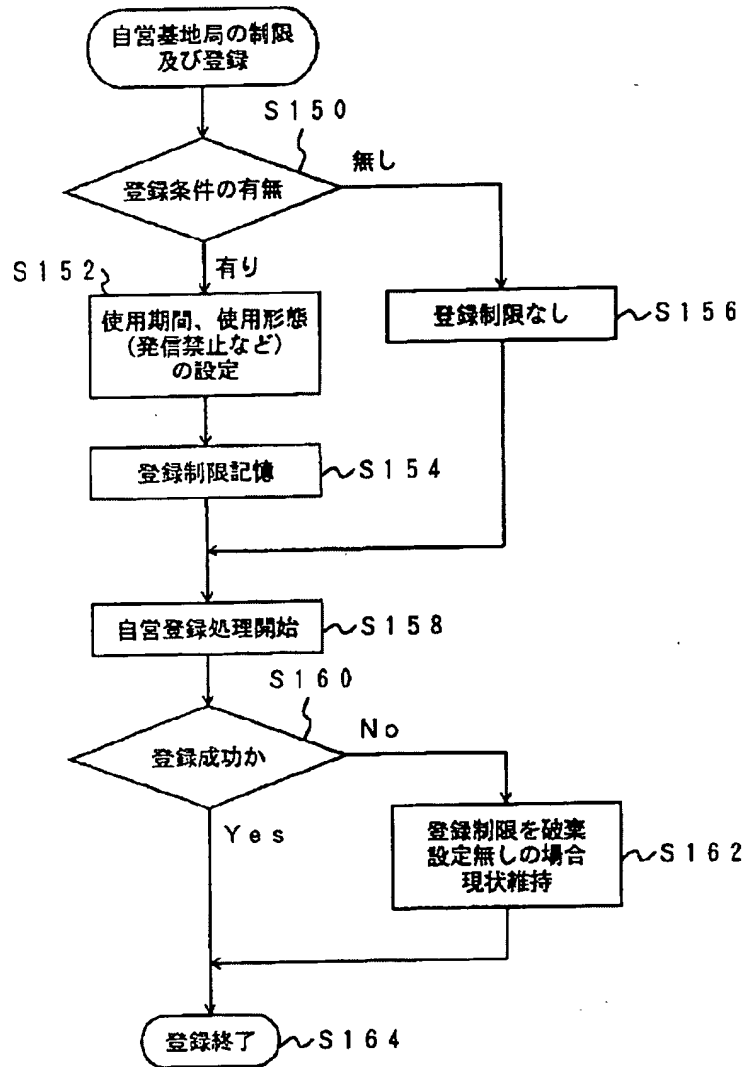 自営基地局の制限
及び登録
S150
登録条件の有無
無し
有り
S152
使用期間、使用形態
(発信禁止など)
の設定
登録制限なし
S156
登録制限記憶
S154
自営登録処理開始
S158
S160
登録成功か
No
Yes
登録制限を破棄
設定無しの場合
現状維持
S162
登録終了
S164